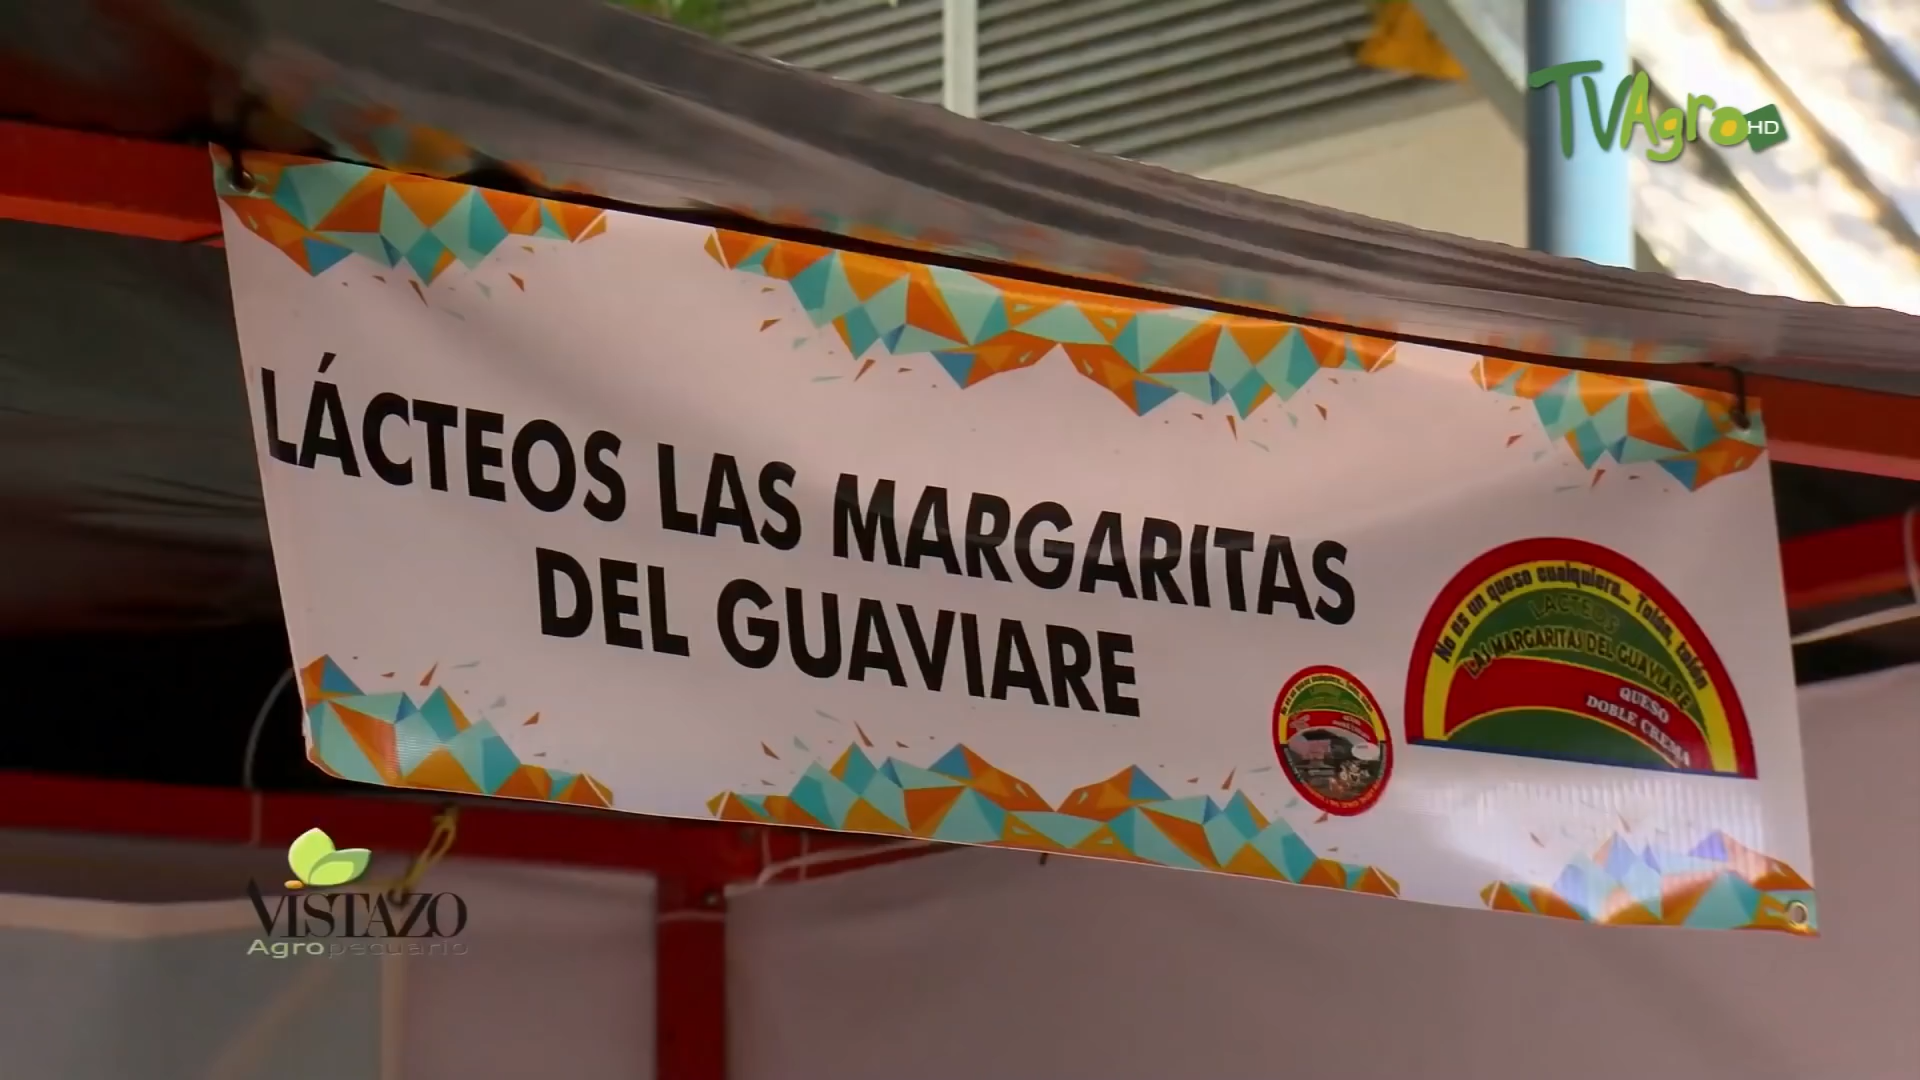 TVAgro HD
LÁCTEOS LAS MARGARITAS
DEL GUAVIARE
No es un queso cualquiera... Tolón, tolón
LACTEOS
LAS MARGARITAS DEL GUAVIARE
QUESO
DOBLE CREMA
VISTAZO
Agropecuario